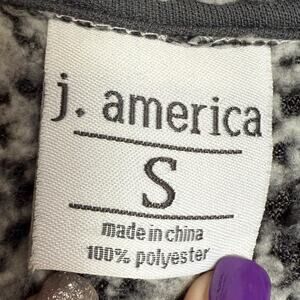 j. america
S
made in china
100% polyester